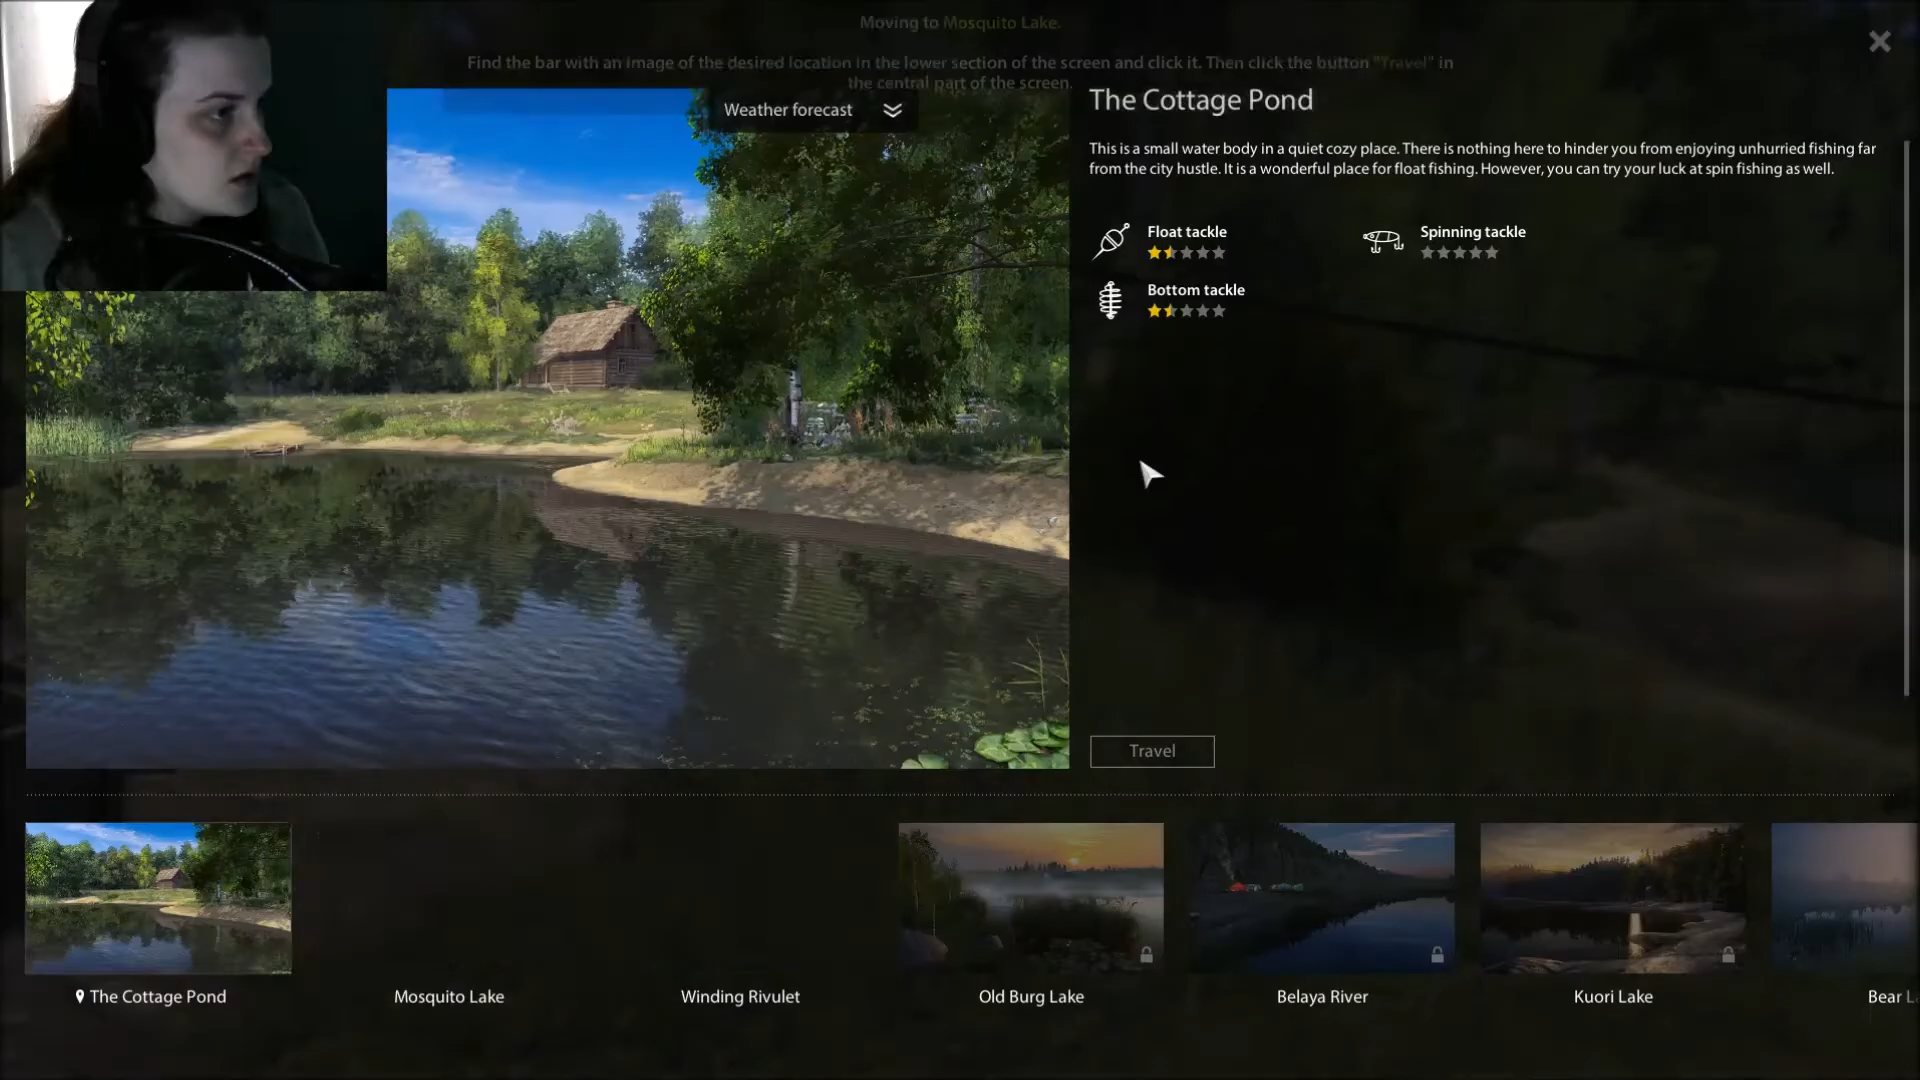 Moving to Mosquito Lake.
Find the bar with an image of the desired location in the lower section of the screen and click it. Then click the button "Travel" in
the central part of the screen.
Weather forecast
The Cottage Pond
This is a small water body in a quiet cozy place. There is nothing here to hinder you from enjoying unhurried fishing far
from the city hustle. It is a wonderful place for float fishing. However, you can try your luck at spin fishing as well.
Float tackle
Spinning tackle
Bottom tackle
Travel
The Cottage Pond
Mosquito Lake
Winding Rivulet
Old Burg Lake
Belaya River
Kuori Lake
Bear L